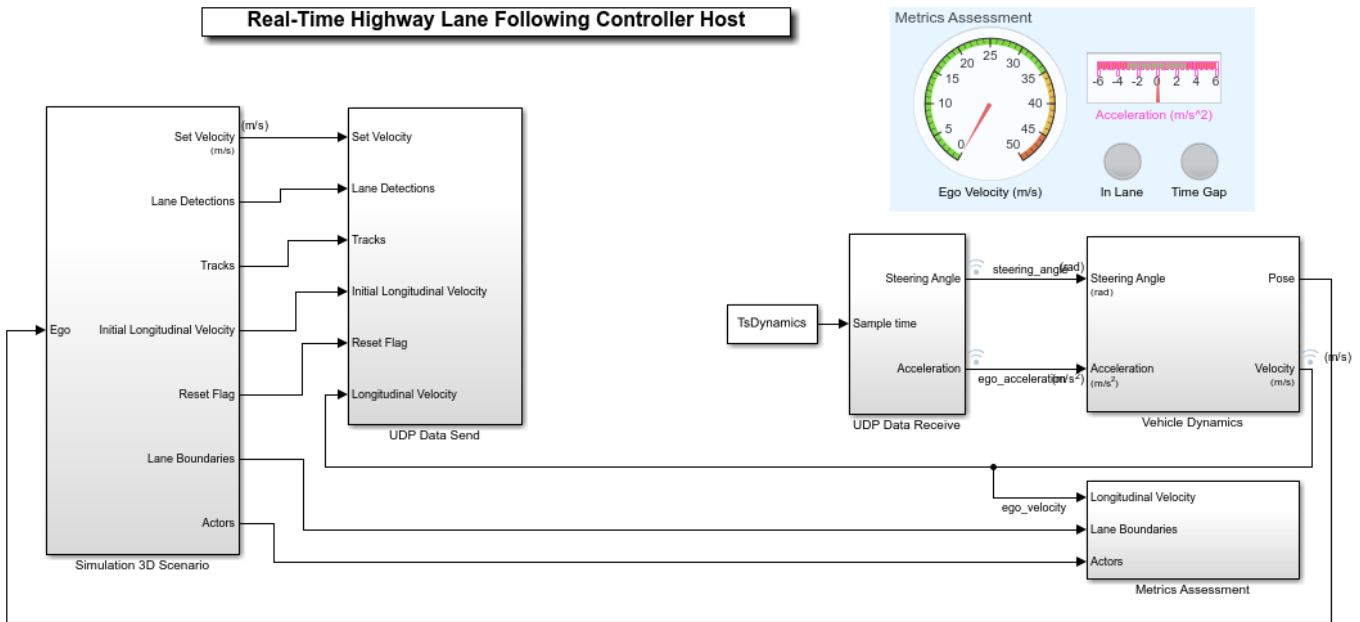 Real-Time Highway Lane Following Controller Host
Metrics Assessment
0
5
10
15
20
25
30
35
40
45
50
Ego Velocity (m/s)
-6 -4 -2 0 2 4 6
Acceleration (m/s^2)
In Lane
Time Gap
Ego
Set Velocity
(m/s)
Lane Detections
Tracks
Initial Longitudinal Velocity
Reset Flag
Lane Boundaries
Actors
Simulation 3D Scenario
(m/s)
Set Velocity
Lane Detections
Tracks
Initial Longitudinal Velocity
Reset Flag
Longitudinal Velocity
UDP Data Send
TsDynamics
Sample time
Steering Angle
Acceleration
UDP Data Receive
steering_angle
(rad)
ego_acceleration
(m/s²)
Steering Angle
(rad)
Acceleration
(m/s²)
Pose
Velocity
(m/s)
Vehicle Dynamics
(m/s)
ego_velocity
Longitudinal Velocity
Lane Boundaries
Actors
Metrics Assessment